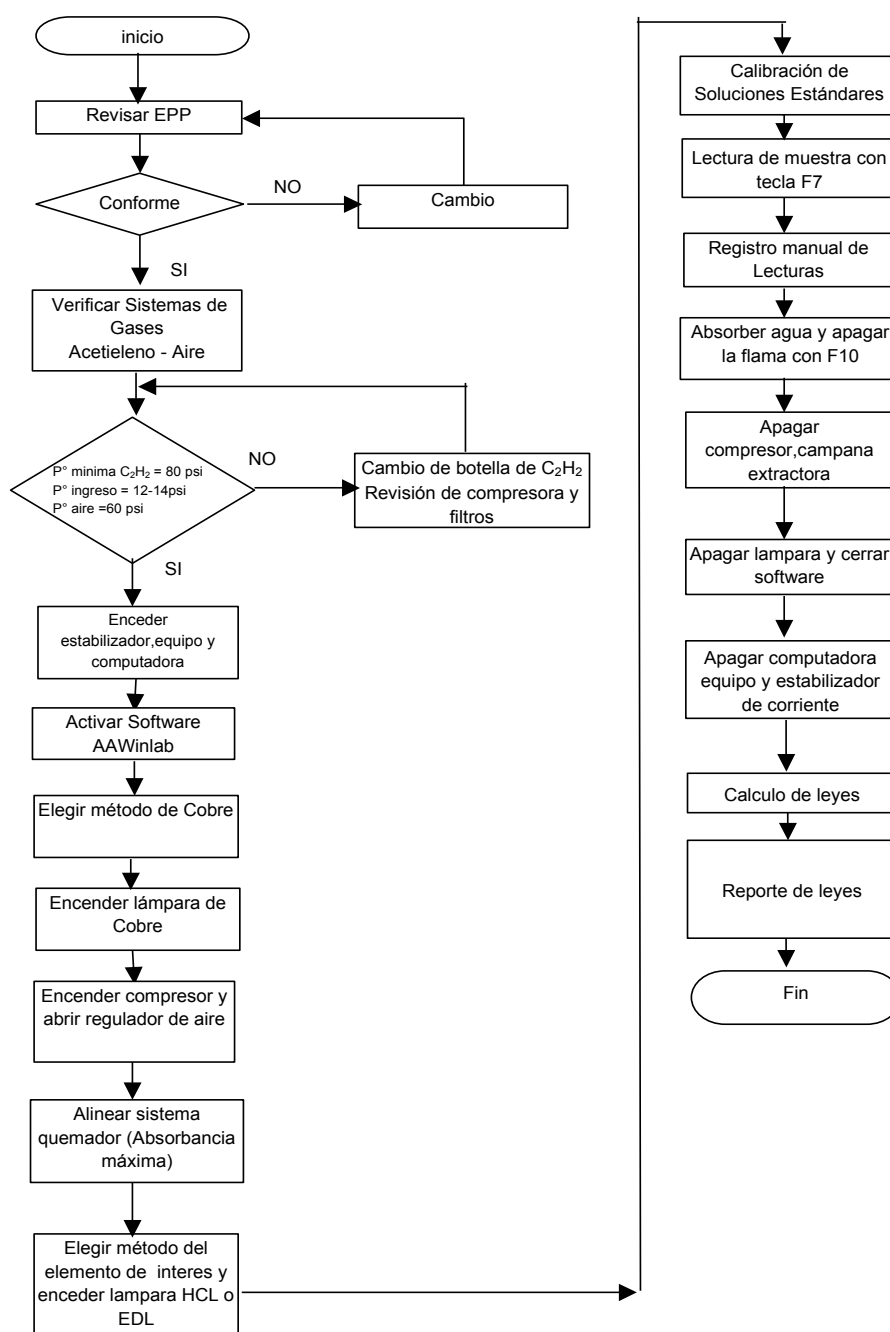 inicio
Revisar EPP
Conforme
NO
Cambio
SI
Verificar Sistemas de
Gases
Acetieleno - Aire
P° minima C₂H₂ = 80 psi
P° ingreso = 12-14psi
P° aire =60 psi
NO
Cambio de botella de C₂H₂
Revisión de compresora y
filtros
SI
Enceder
estabilizador,equipo y
computadora
Activar Software
AAWinlab
Elegir método de Cobre
Encender lámpara de
Cobre
Encender compresor y
abrir regulador de aire
Alinear sistema
quemador (Absorbancia
máxima)
Elegir método del
elemento de interes y
enceder lampara HCL o
EDL
Calibración de
Soluciones Estándares
Lectura de muestra con
tecla F7
Registro manual de
Lecturas
Absorber agua y apagar
la flama con F10
Apagar
compresor,campana
extractora
Apagar lampara y cerrar
software
Apagar computadora
equipo y estabilizador
de corriente
Calculo de leyes
Reporte de leyes
Fin